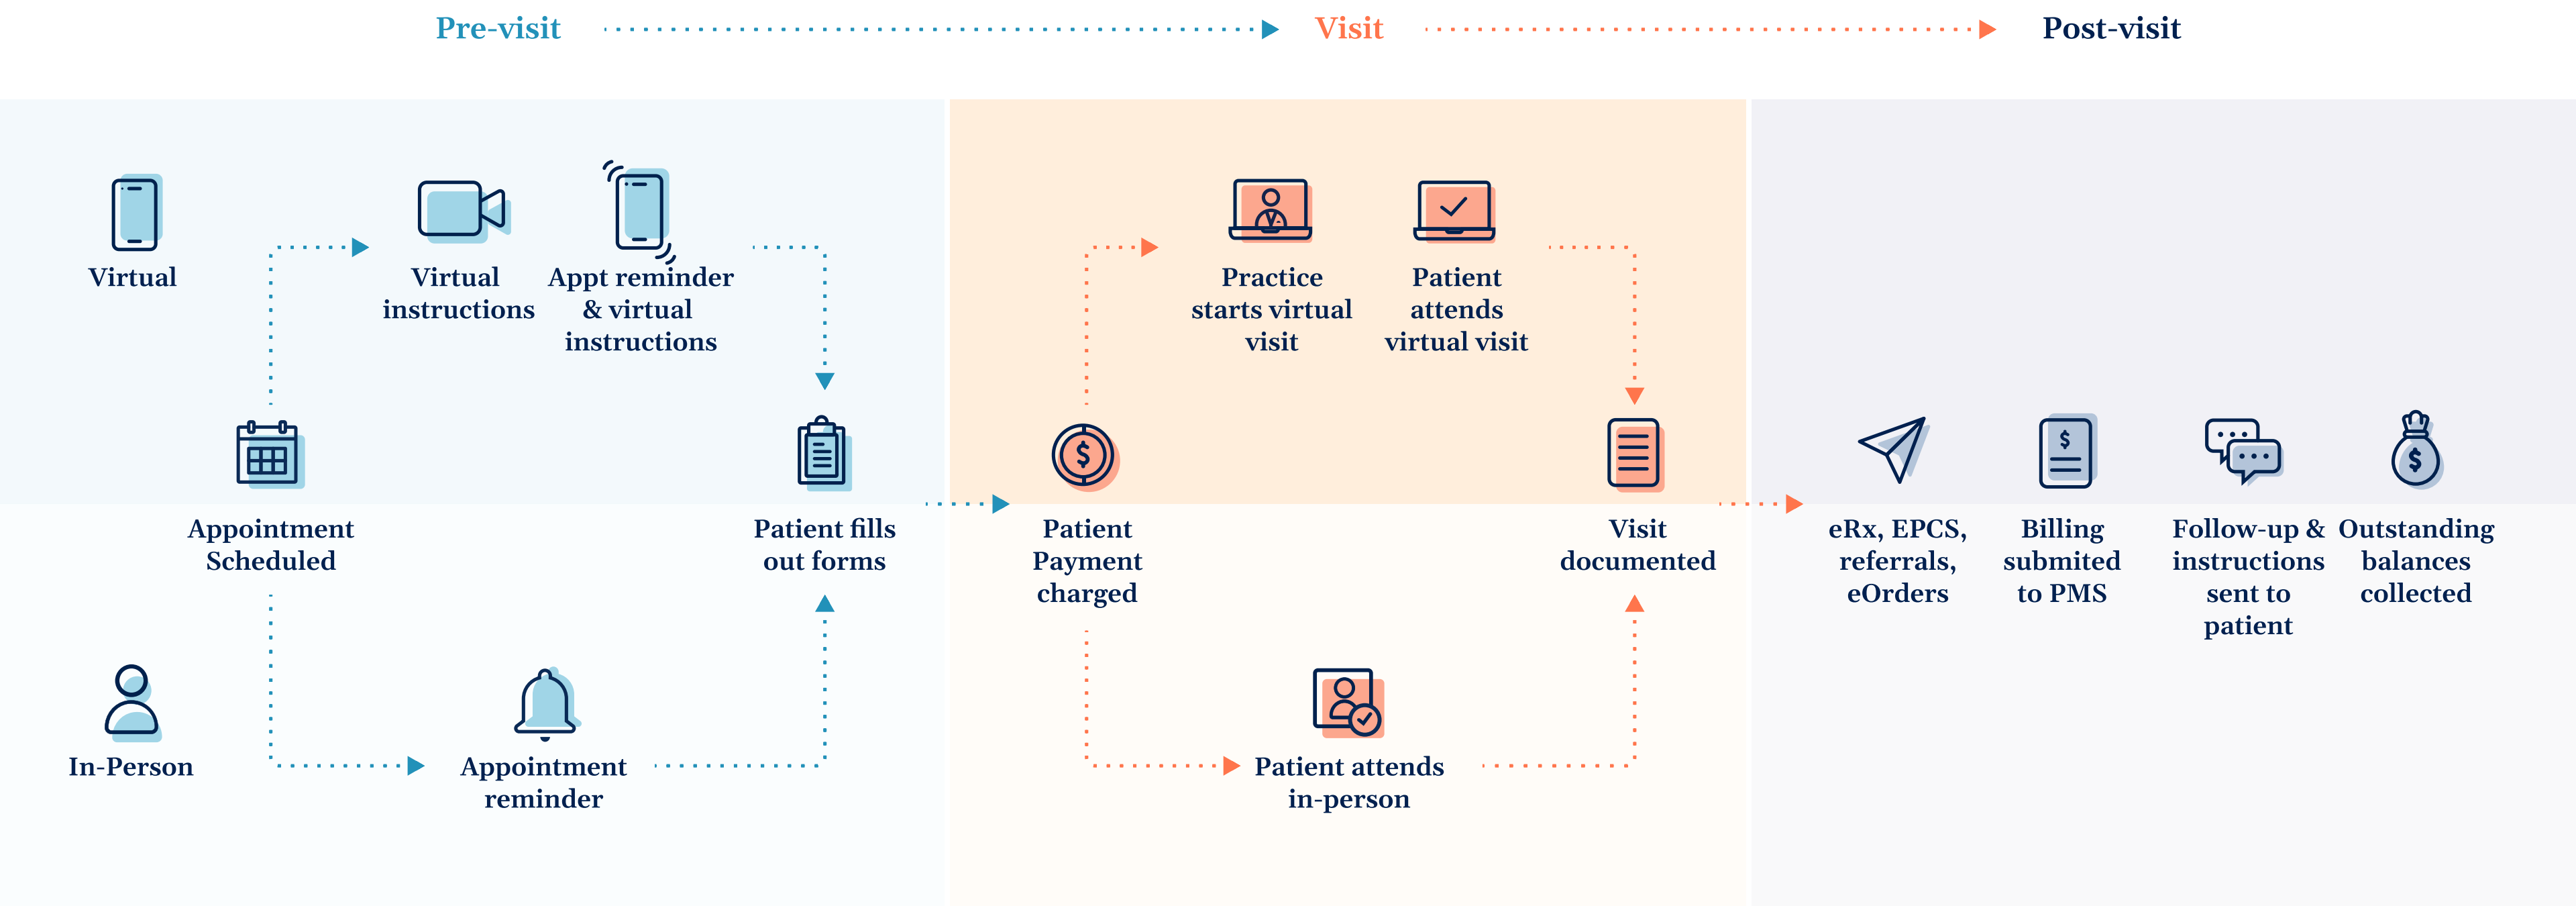 Pre-visit
Visit
Post-visit
Virtual
Virtual
instructions
Appt reminder
& virtual
instructions
Appointment
Scheduled
Patient fills
out forms
In-Person
Appointment
reminder
Practice
starts virtual
visit
Patient
attends
virtual visit
$
Patient
Payment
charged
Visit
documented
Patient attends
in-person
eRx, EPCS,
referrals,
eOrders
$
Billing
submited
to PMS
Follow-up &
instructions
sent to
patient
$
Outstanding
balances
collected